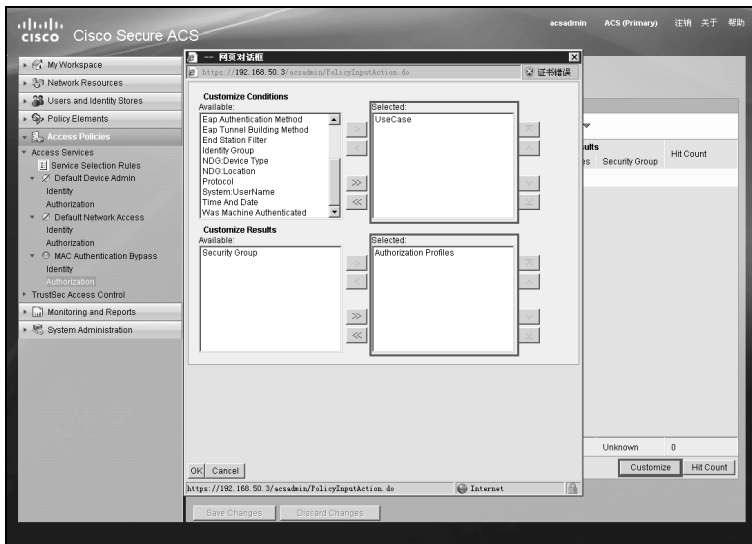 CISCO Cisco Secure ACS
acsadmin ACS (Primary) 注销 关于 帮助
My Workspace
Network Resources
Users and Identity Stores
Policy Elements
Access Policies
Access Services
Service Selection Rules
Default Device Admin
Identity
Authorization
Default Network Access
Identity
Authorization
MAC Authentication Bypass
Identity
Authorization
TrustSec Access Control
Monitoring and Reports
System Administration
-- 网页对话框
https://192.168.50.3/acsadmin/PolicyInputAction.do 证书错误
Customize Conditions
Available:
Eap Authentication Method
Eap Tunnel Building Method
End Station Filter
Identity Group
NDG:Device Type
NDG:Location
Protocol
System:UserName
Time And Date
Was Machine Authenticated
Selected:
UseCase
Customize Results
Available:
Security Group
Selected:
Authorization Profiles
OK Cancel
https://192.168.50.3/acsadmin/PolicyInputAction.do Internet
ults
es Security Group
Hit Count
Unknown 0
Customize Hit Count
Save Changes Discard Changes